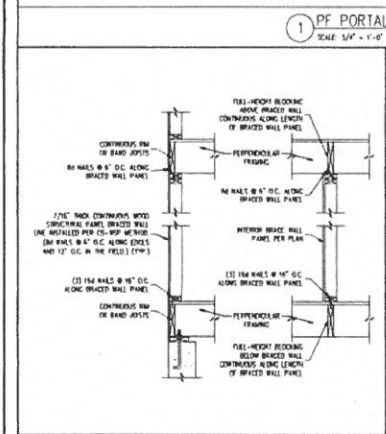 1 PF PORTAL
SCALE: 3/4" = 1'-0"
FULL-HEIGHT BLOCKING
ABOVE BRACED WALL
CONTINUOUS ALONG LENGTH
OF BRACED WALL PANEL
CONTINUOUS RIM
OR BAND JOISTS
PERPENDICULAR
FRAMING
8d NAILS @ 6" O.C. ALONG
BRACED WALL PANEL
8d NAILS @ 6" O.C. ALONG
BRACED WALL PANEL
7/16" THICK CONTINUOUS WOOD
STRUCTURAL PANEL BRACED WALL
LINE INSTALLED PER CS-WSP METHOD
(8d NAILS @ 6" O.C. ALONG EDGES
AND 12" O.C. IN THE FIELD) (TYP.)
INTERIOR BRACE WALL
PANEL PER PLAN
(3) 16d NAILS @ 16" O.C.
ALONG BRACED WALL PANEL
(3) 16d NAILS @ 16" O.C.
ALONG BRACED WALL PANEL
CONTINUOUS RIM
OR BAND JOISTS
PERPENDICULAR
FRAMING
FULL-HEIGHT BLOCKING
BELOW BRACED WALL
CONTINUOUS ALONG LENGTH
OF BRACED WALL PANEL